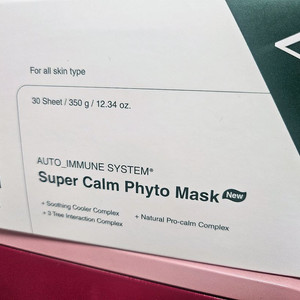 For all skin type
30 Sheet / 350 g / 12.34 oz.
AUTO_IMMUNE SYSTEM®
Super Calm Phyto Mask New
+ Soothing Cooler Complex
+ 3 Tree Interaction Complex
+ Natural Pro-calm Complex